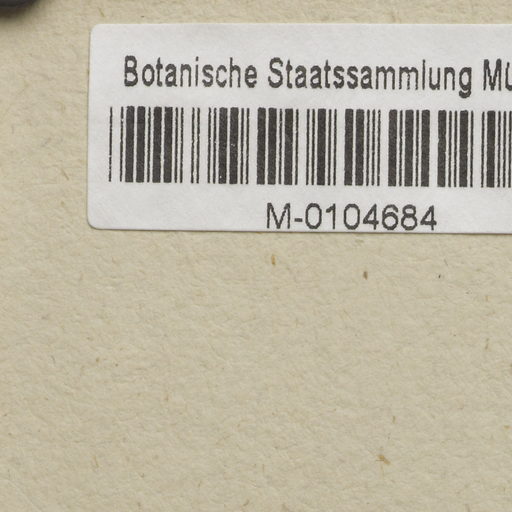 Botanische Staatssammlung Mü
M-0104684